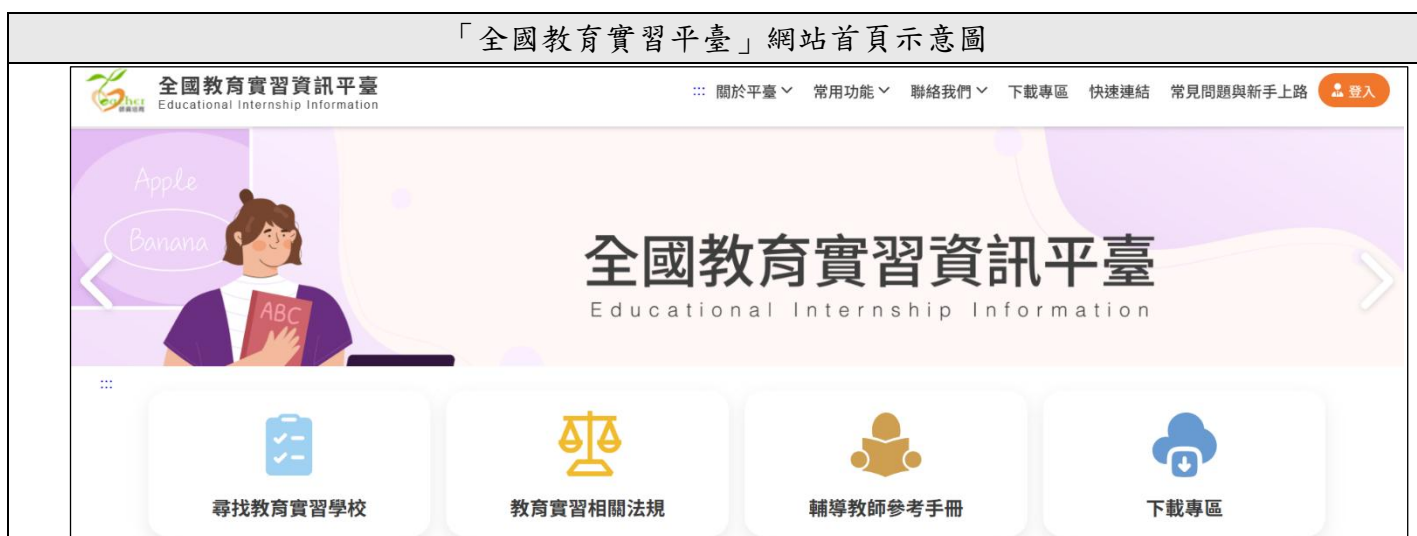 「全國教育實習平臺」網站首頁示意圖
全國教育實習資訊平臺
Educational Internship Information
::: 關於平臺 常用功能 聯絡我們 下載專區 快速連結 常見問題與新手上路 登入
Apple
Banana
ABC
全國教育實習資訊平臺
Educational Internship Information
:::
尋找教育實習學校 教育實習相關法規 輔導教師參考手冊 下載專區